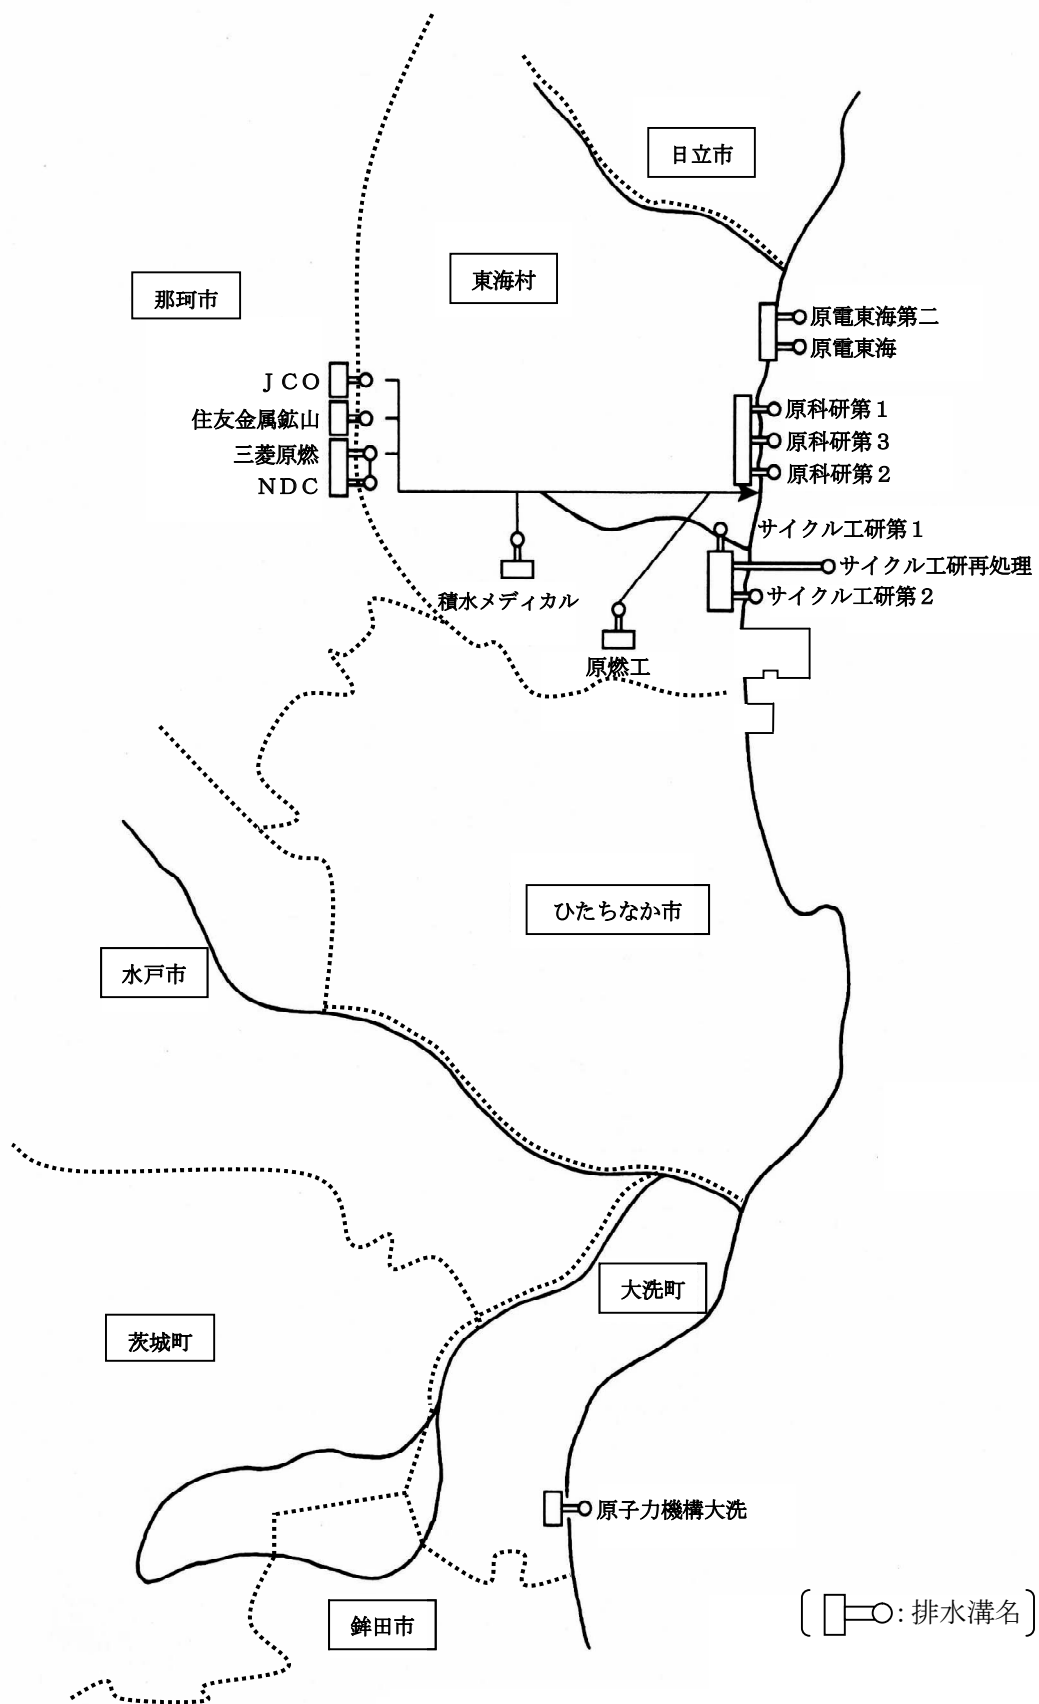 日立市
東海村
那珂市
原電東海第二
原電東海
ＪＣＯ
住友金属鉱山
三菱原燃
ＮＤＣ
原科研第１
原科研第３
原科研第２
サイクル工研第１
サイクル工研再処理
サイクル工研第２
積水メディカル
原燃工
ひたちなか市
水戸市
大洗町
茨城町
原子力機構大洗
鉾田市
：排水溝名